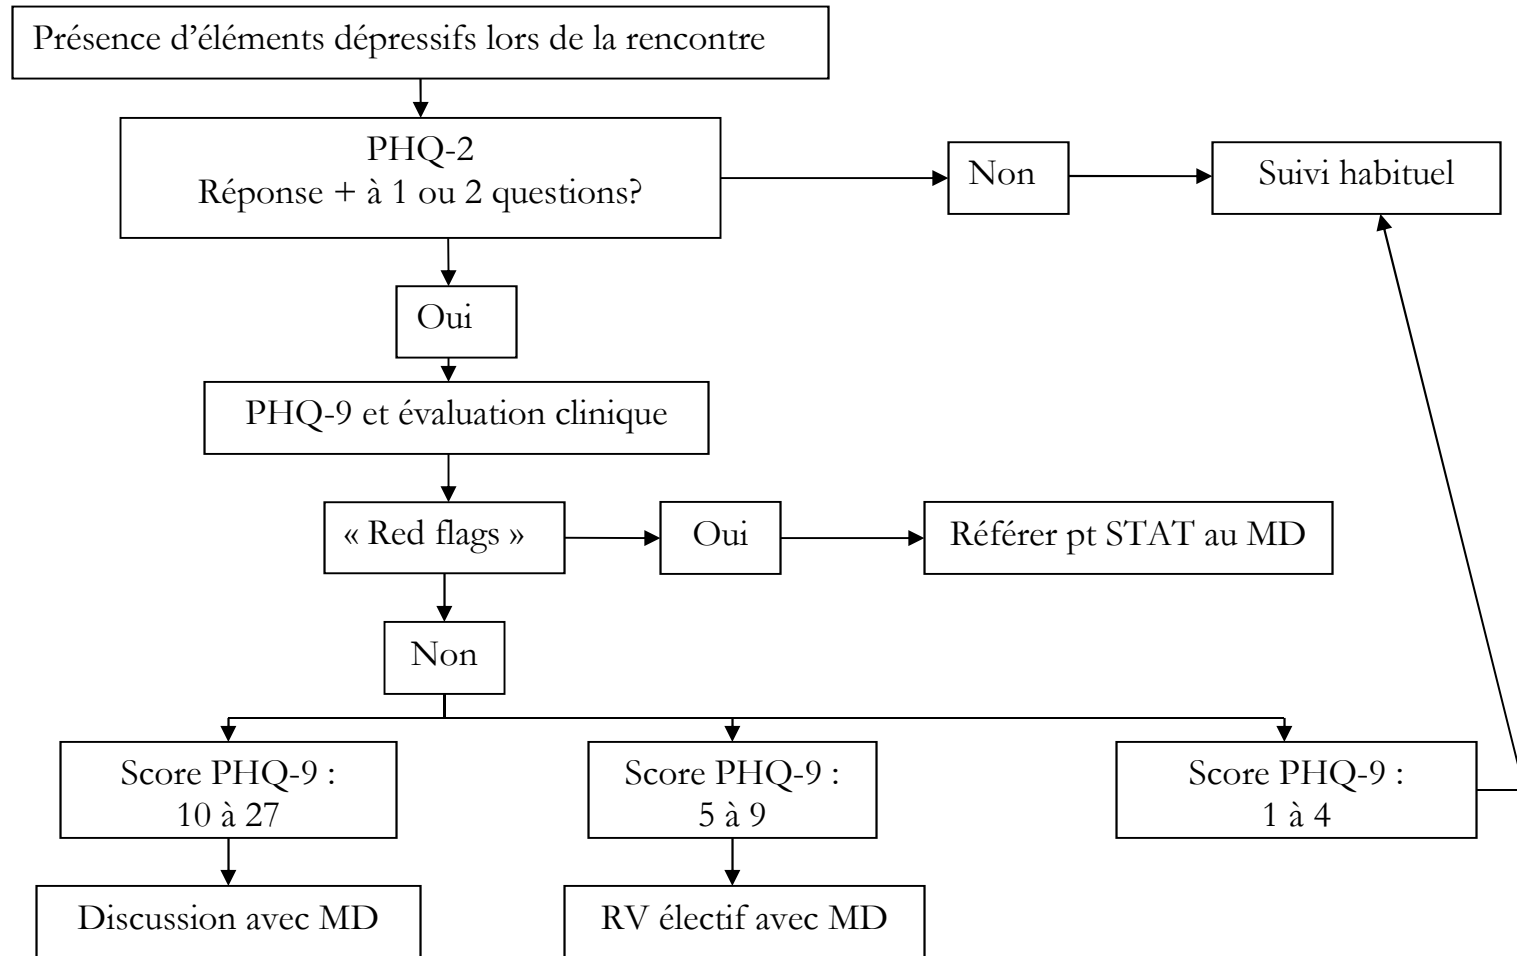 Présence d’éléments dépressifs lors de la rencontre
PHQ-2
Réponse + à 1 ou 2 questions?
Non
Suivi habituel
Oui
PHQ-9 et évaluation clinique
« Red flags »
Oui
Référer pt STAT au MD
Non
Score PHQ-9 :
10 à 27
Score PHQ-9 :
5 à 9
Score PHQ-9 :
1 à 4
Discussion avec MD
RV électif avec MD